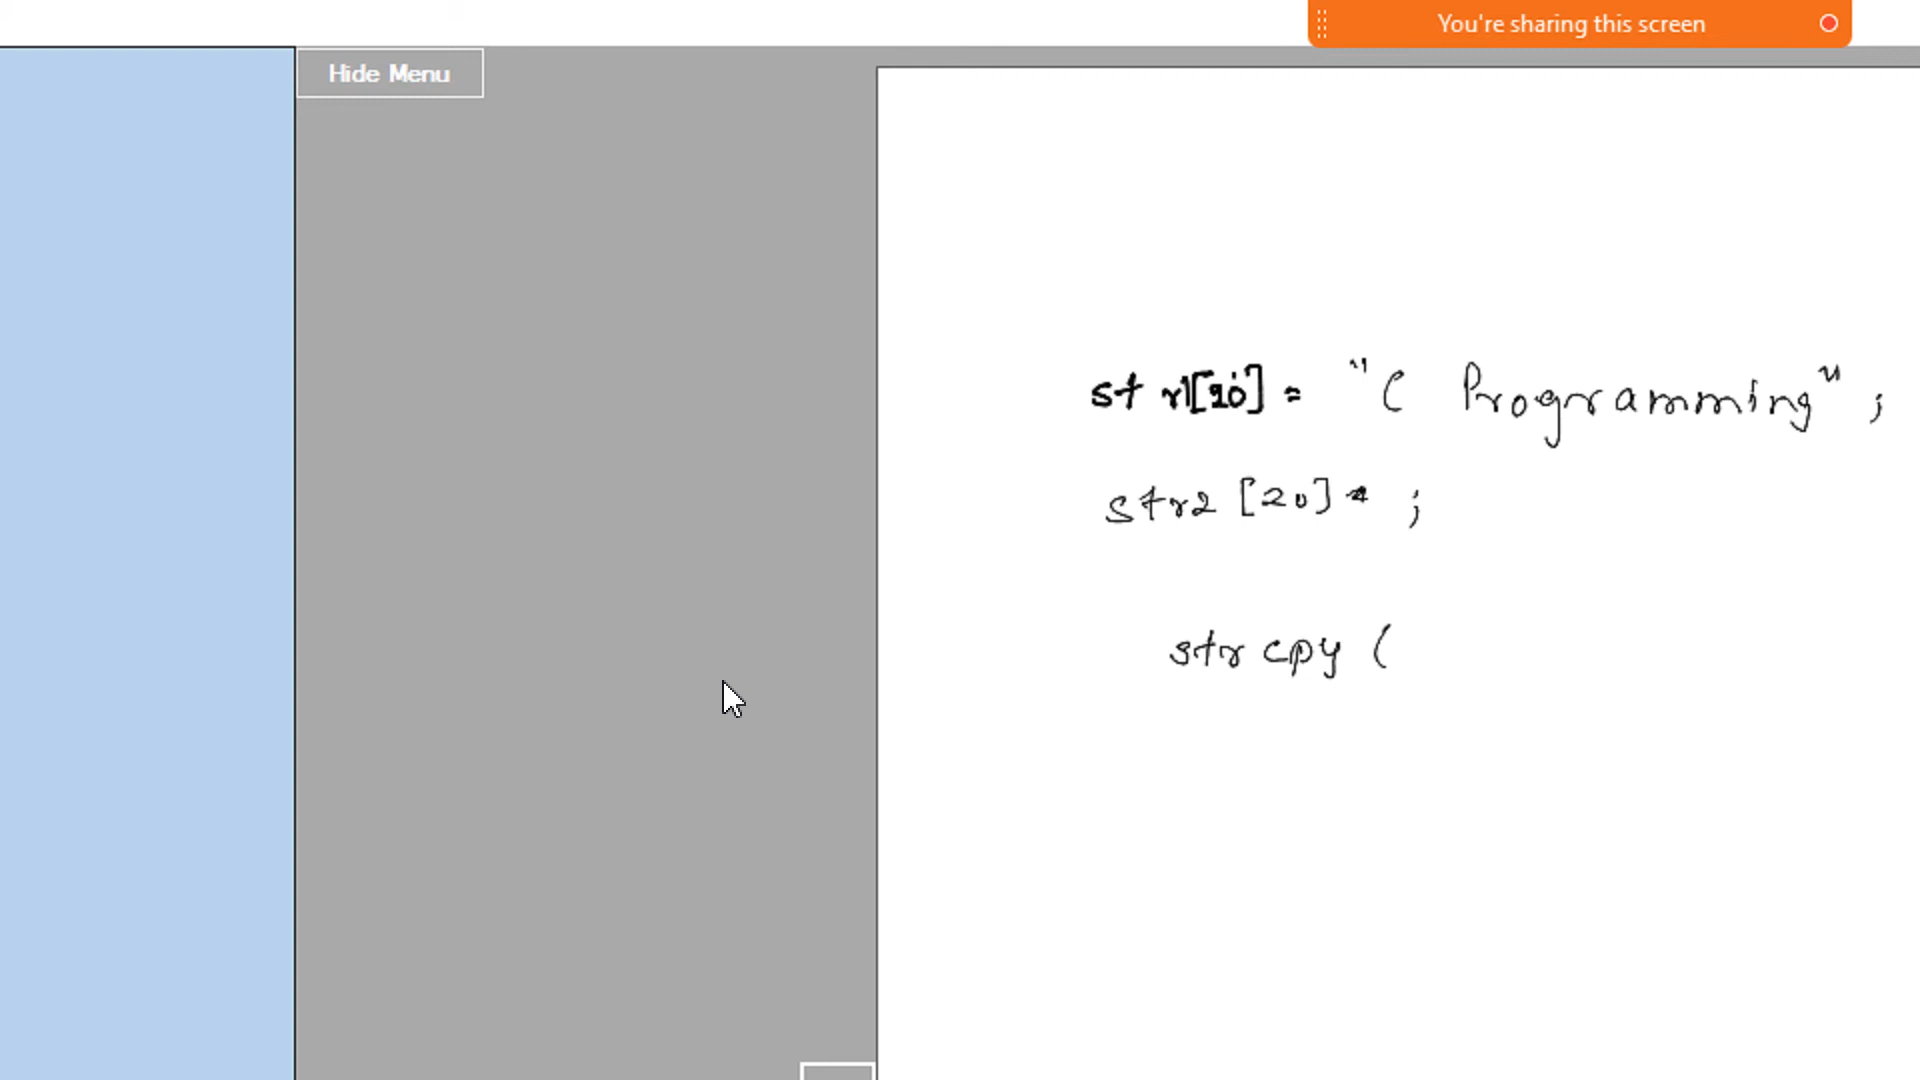 You're sharing this screen
Hide Menu
str1[20] = "C Programming";
str2[20] ;
strcpy (